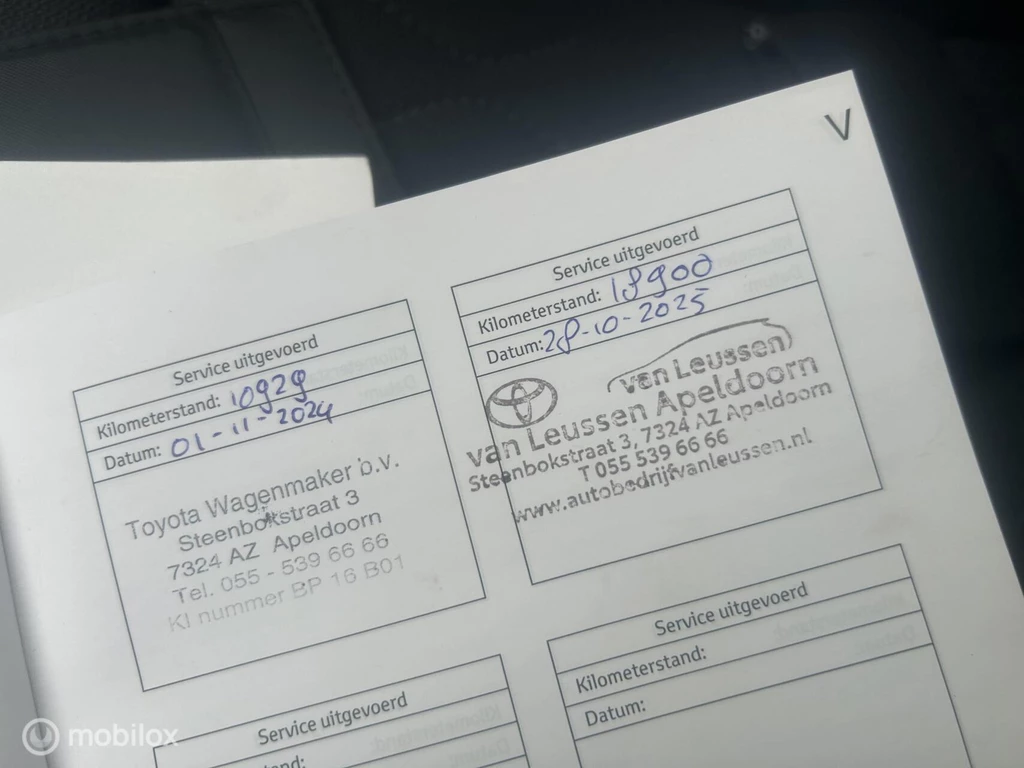 V
Service uitgevoerd
Kilometerstand: 10929
Datum: 01-11-2024
Toyota Wagenmaker b.v.
Steenbokstraat 3
7324 AZ Apeldoorn
Tel. 055 - 539 66 66
KI nummer BP 16 B01
Service uitgevoerd
Kilometerstand: 18900
Datum: 28-10-2025
van Leussen
van Leussen Apeldoorn
Steenbokstraat 3, 7324 AZ Apeldoorn
T 055 539 66 66
www.autobedrijfvanleussen.nl
Service uitgevoerd
Service uitgevoerd
Kilometerstand:
Datum:
mobilox